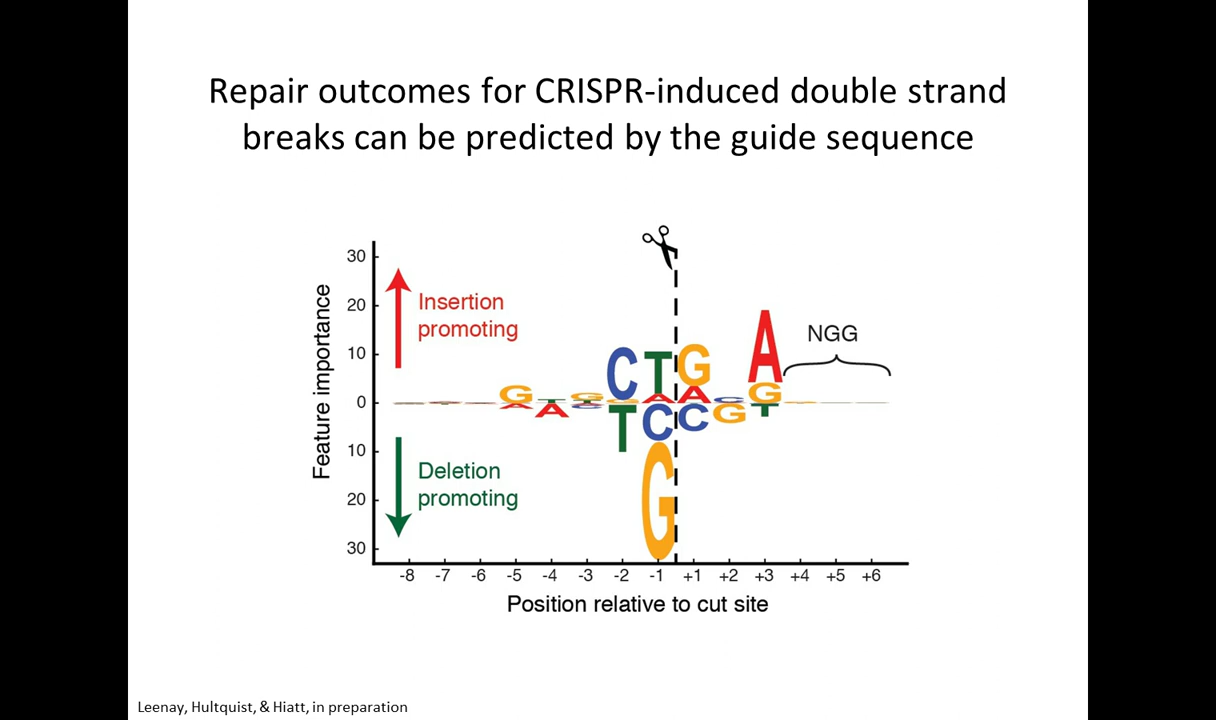 Repair outcomes for CRISPR-induced double strand
breaks can be predicted by the guide sequence
Feature importance
30
20
10
0
10
20
30
Insertion
promoting
Deletion
promoting
G
A
T
A
G
T
C
C
G
T
T
A
C
G
G
A
C
C
G
A
G
T
NGG
-8 -7 -6 -5 -4 -3 -2 -1 +1 +2 +3 +4 +5 +6
Position relative to cut site
Leenay, Hultquist, & Hiatt, in preparation